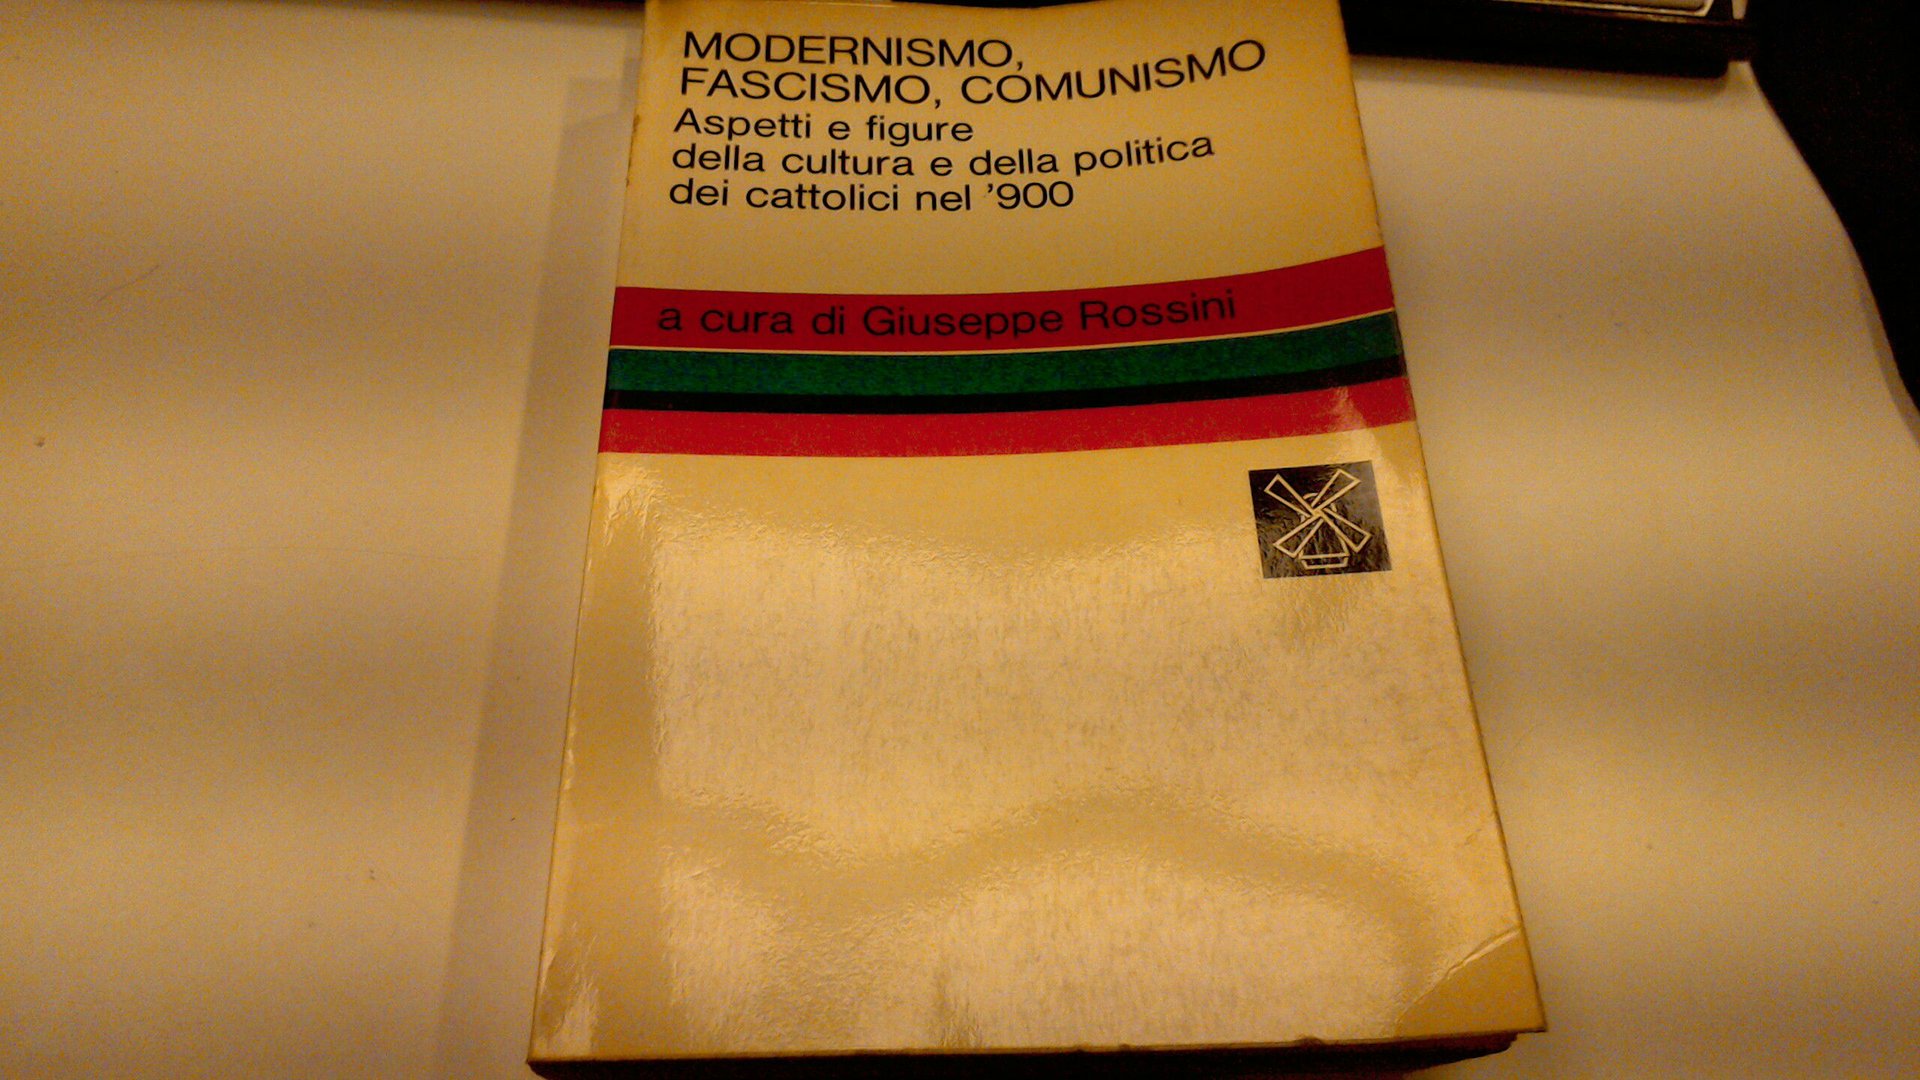 MODERNISMO,
FASCISMO, COMUNISMO
Aspetti e figure
della cultura e della politica
dei cattolici nel '900
a cura di Giuseppe Rossini